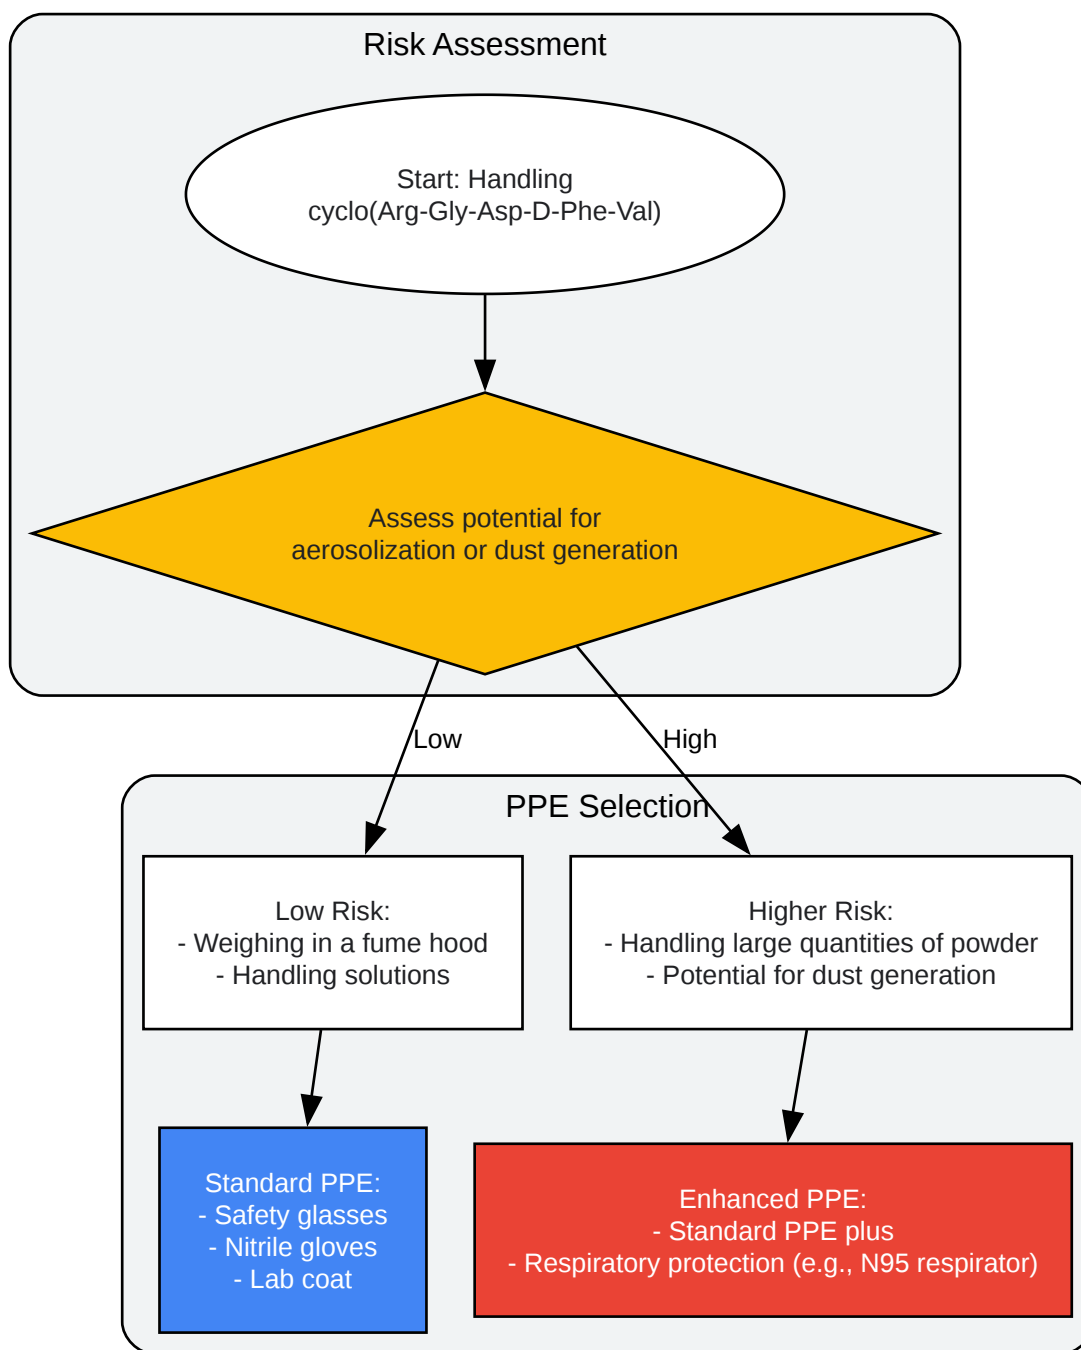 Risk Assessment
Start: Handling
cyclo(Arg-Gly-Asp-D-Phe-Val)
Assess potential for
aerosolization or dust generation
Low
High
PPE Selection
Low Risk:
- Weighing in a fume hood
- Handling solutions
Higher Risk:
- Handling large quantities of powder
- Potential for dust generation
Standard PPE:
- Safety glasses
- Nitrile gloves
- Lab coat
Enhanced PPE:
- Standard PPE plus
- Respiratory protection (e.g., N95 respirator)